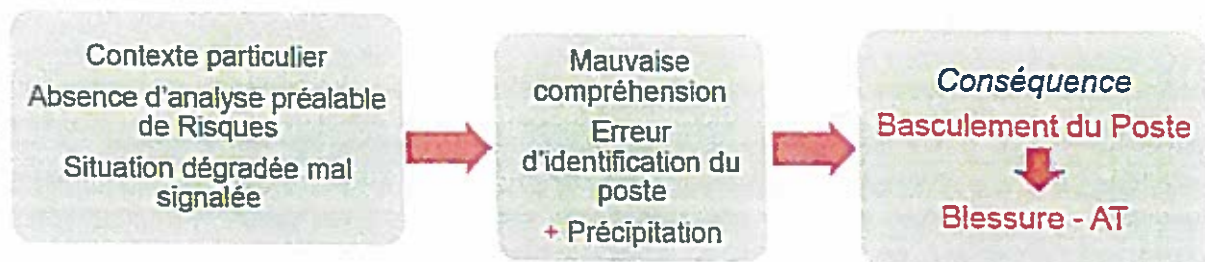 Contexte particulier
Absence d'analyse préalable
de Risques
Situation dégradée mal
signalée
Mauvaise
compréhension
Erreur
d'identification du
poste
+ Précipitation
Conséquence
Basculement du Poste
Blessure - AT